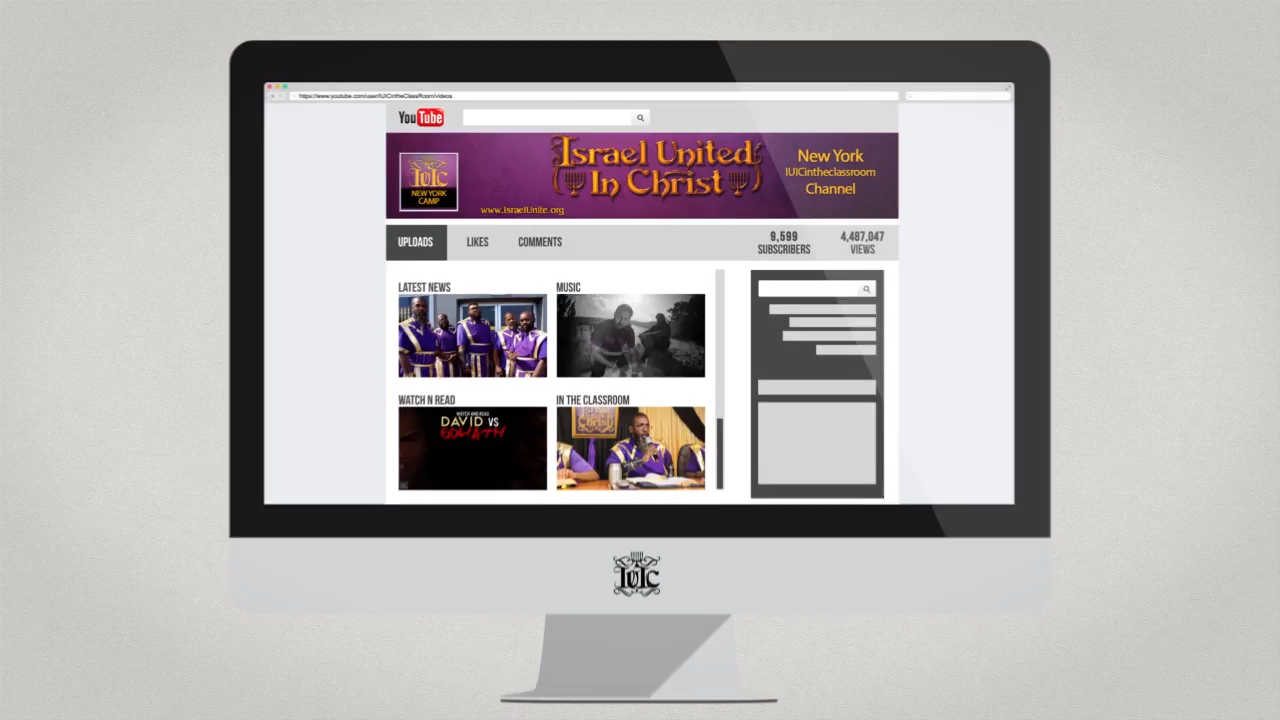 https://www.youtube.com/user/IUICintheClassRoom/videos
YouTube
Israel United
In Christ
New York
IUICintheclassroom
Channel
IUIC
NEW YORK
CAMP
www.IsraelUnite.org
UPLOADS
LIKES
COMMENTS
9,599
SUBSCRIBERS
4,487,047
VIEWS
LATEST NEWS
MUSIC
WATCH N READ
IN THE CLASSROOM
WATCH AND READ
DAVID VS
GOLIATH
Christ
IUIC